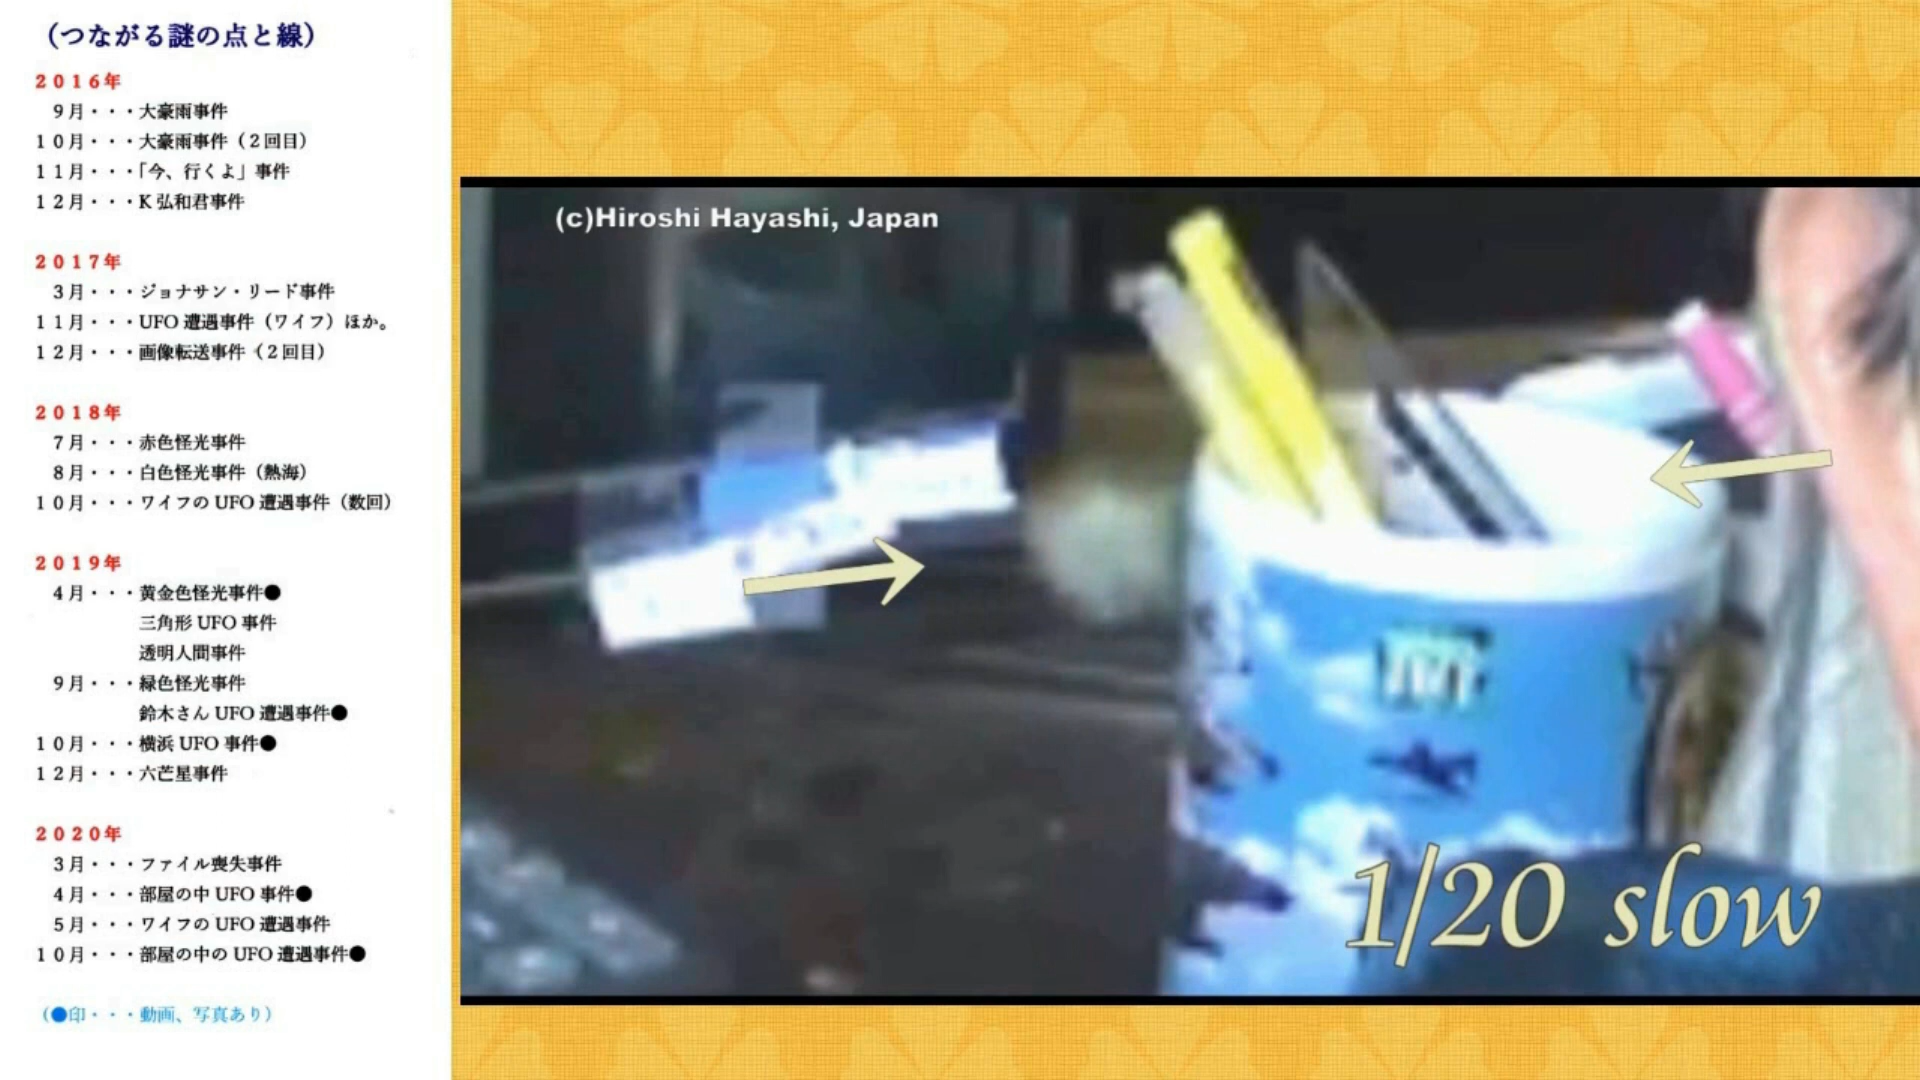 （つながる謎の点と線）
2016年
9月・・・大豪雨事件
10月・・・大豪雨事件（2回目）
11月・・・「今、行くよ」事件
12月・・・K弘和君事件
2017年
3月・・・ジョナサン・リード事件
11月・・・UFO遭遇事件（ワイフ）ほか。
12月・・・画像転送事件（2回目）
2018年
7月・・・赤色怪光事件
8月・・・白色怪光事件（熱海）
10月・・・ワイフのUFO遭遇事件（数回）
2019年
4月・・・黄金色怪光事件●
三角形UFO事件
透明人間事件
9月・・・緑色怪光事件
鈴木さんUFO遭遇事件●
10月・・・横浜UFO事件●
12月・・・六芒星事件
2020年
3月・・・ファイル喪失事件
4月・・・部屋の中UFO事件●
5月・・・ワイフのUFO遭遇事件
10月・・・部屋の中のUFO遭遇事件●
（●印・・・動画、写真あり）
(c)Hiroshi Hayashi, Japan
1/20 slow